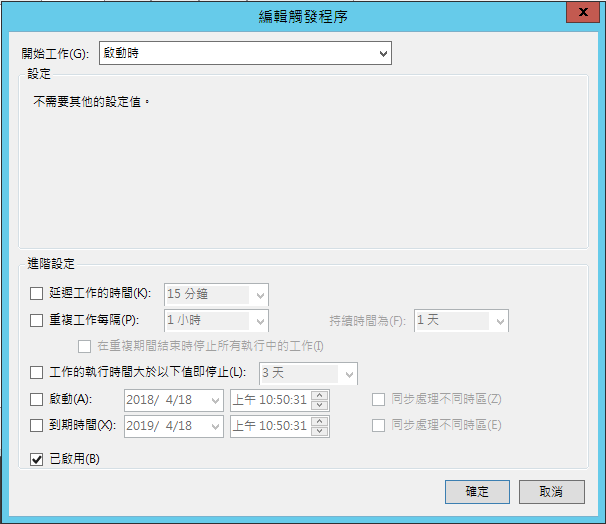 編輯觸發程序
x
開始工作(G): 啟動時
設定
不需要其他的設定值。
進階設定
延遲工作的時間(K): 15 分鐘
重複工作每隔(P): 1 小時 持續時間為(F): 1 天
在重複期間結束時停止所有執行中的工作(I)
工作的執行時間大於以下值即停止(L): 3 天
啟動(A): 2018/ 4/18 上午 10:50:31 同步處理不同時區(Z)
到期時間(X): 2019/ 4/18 上午 10:50:31 同步處理不同時區(E)
已啟用(B)
確定 取消